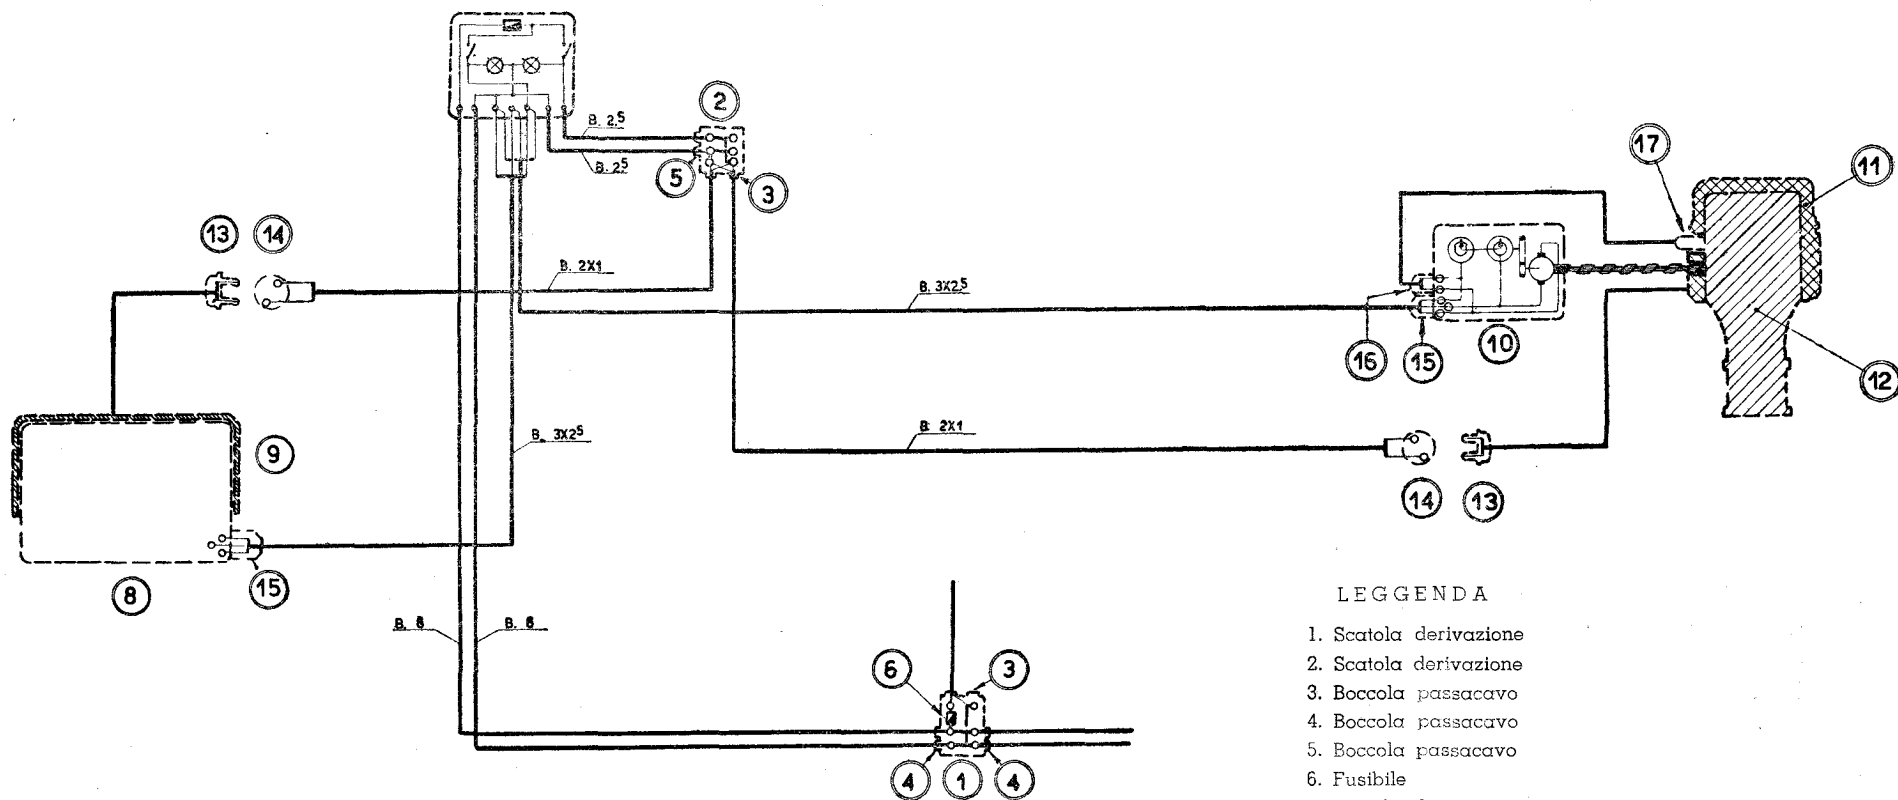 2
B. 2,5
B. 2,5
5
3
17
11
13
14
B. 2X1
B. 3X2,5
16
15
10
12
B. 3X2,5
B. 2X1
9
14
13
8
15
B. 6
B. 6
6
3
4
1
4
LEGGENDA
1. Scatola derivazione
2. Scatola derivazione
3. Boccola passacavo
4. Boccola passacavo
5. Boccola passacavo
6. Fusibile